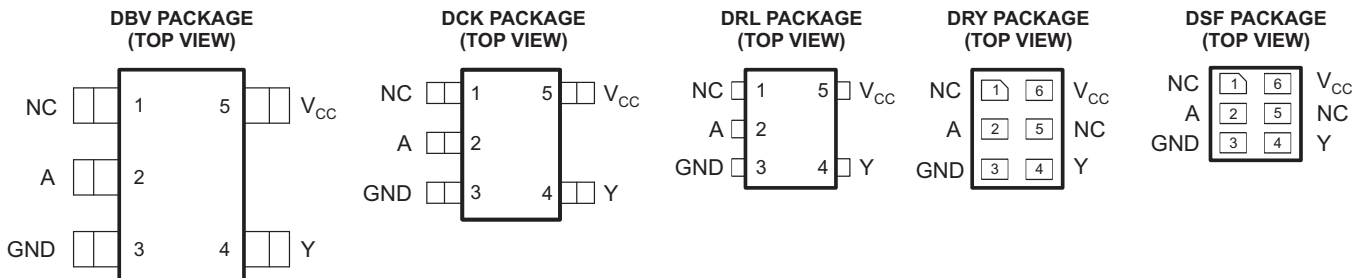 DBV PACKAGE
(TOP VIEW)
NC 1 5 VCC
A 2
GND 3 4 Y
DCK PACKAGE
(TOP VIEW)
NC 1 5 VCC
A 2
GND 3 4 Y
DRL PACKAGE
(TOP VIEW)
NC 1 5 VCC
A 2
GND 3 4 Y
DRY PACKAGE
(TOP VIEW)
NC 1 6 VCC
A 2 5 NC
GND 3 4 Y
DSF PACKAGE
(TOP VIEW)
NC 1 6 VCC
A 2 5 NC
GND 3 4 Y